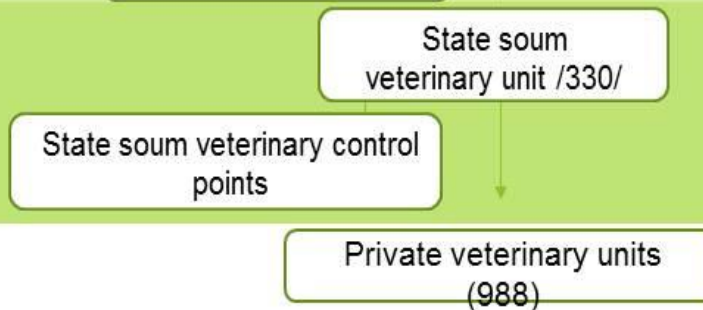 State soum
veterinary unit /330/
State soum veterinary control
points
Private veterinary units
(988)